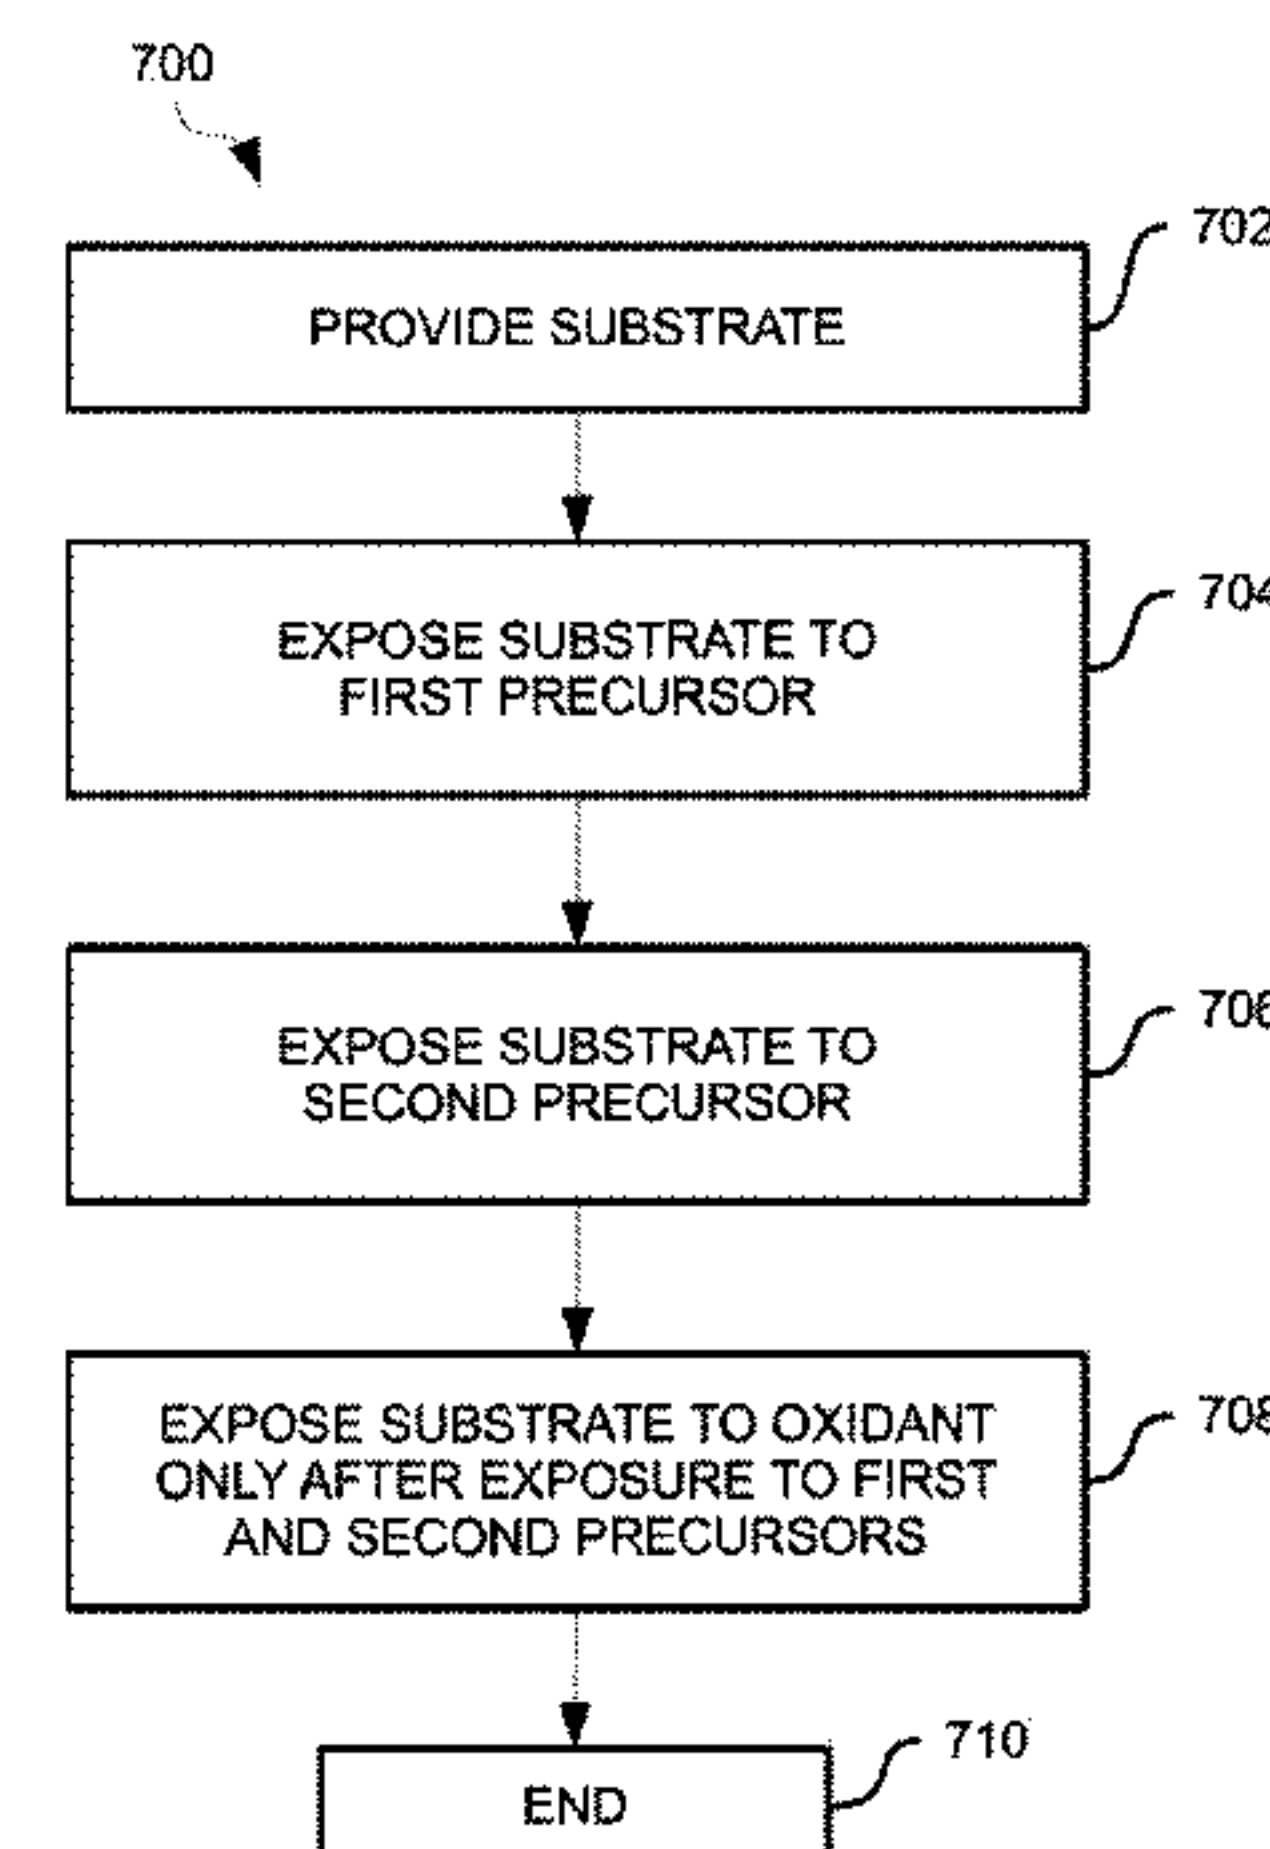 700
702
PROVIDE SUBSTRATE
704
EXPOSE SUBSTRATE TO
FIRST PRECURSOR
706
EXPOSE SUBSTRATE TO
SECOND PRECURSOR
708
EXPOSE SUBSTRATE TO OXIDANT
ONLY AFTER EXPOSURE TO FIRST
AND SECOND PRECURSORS
710
END